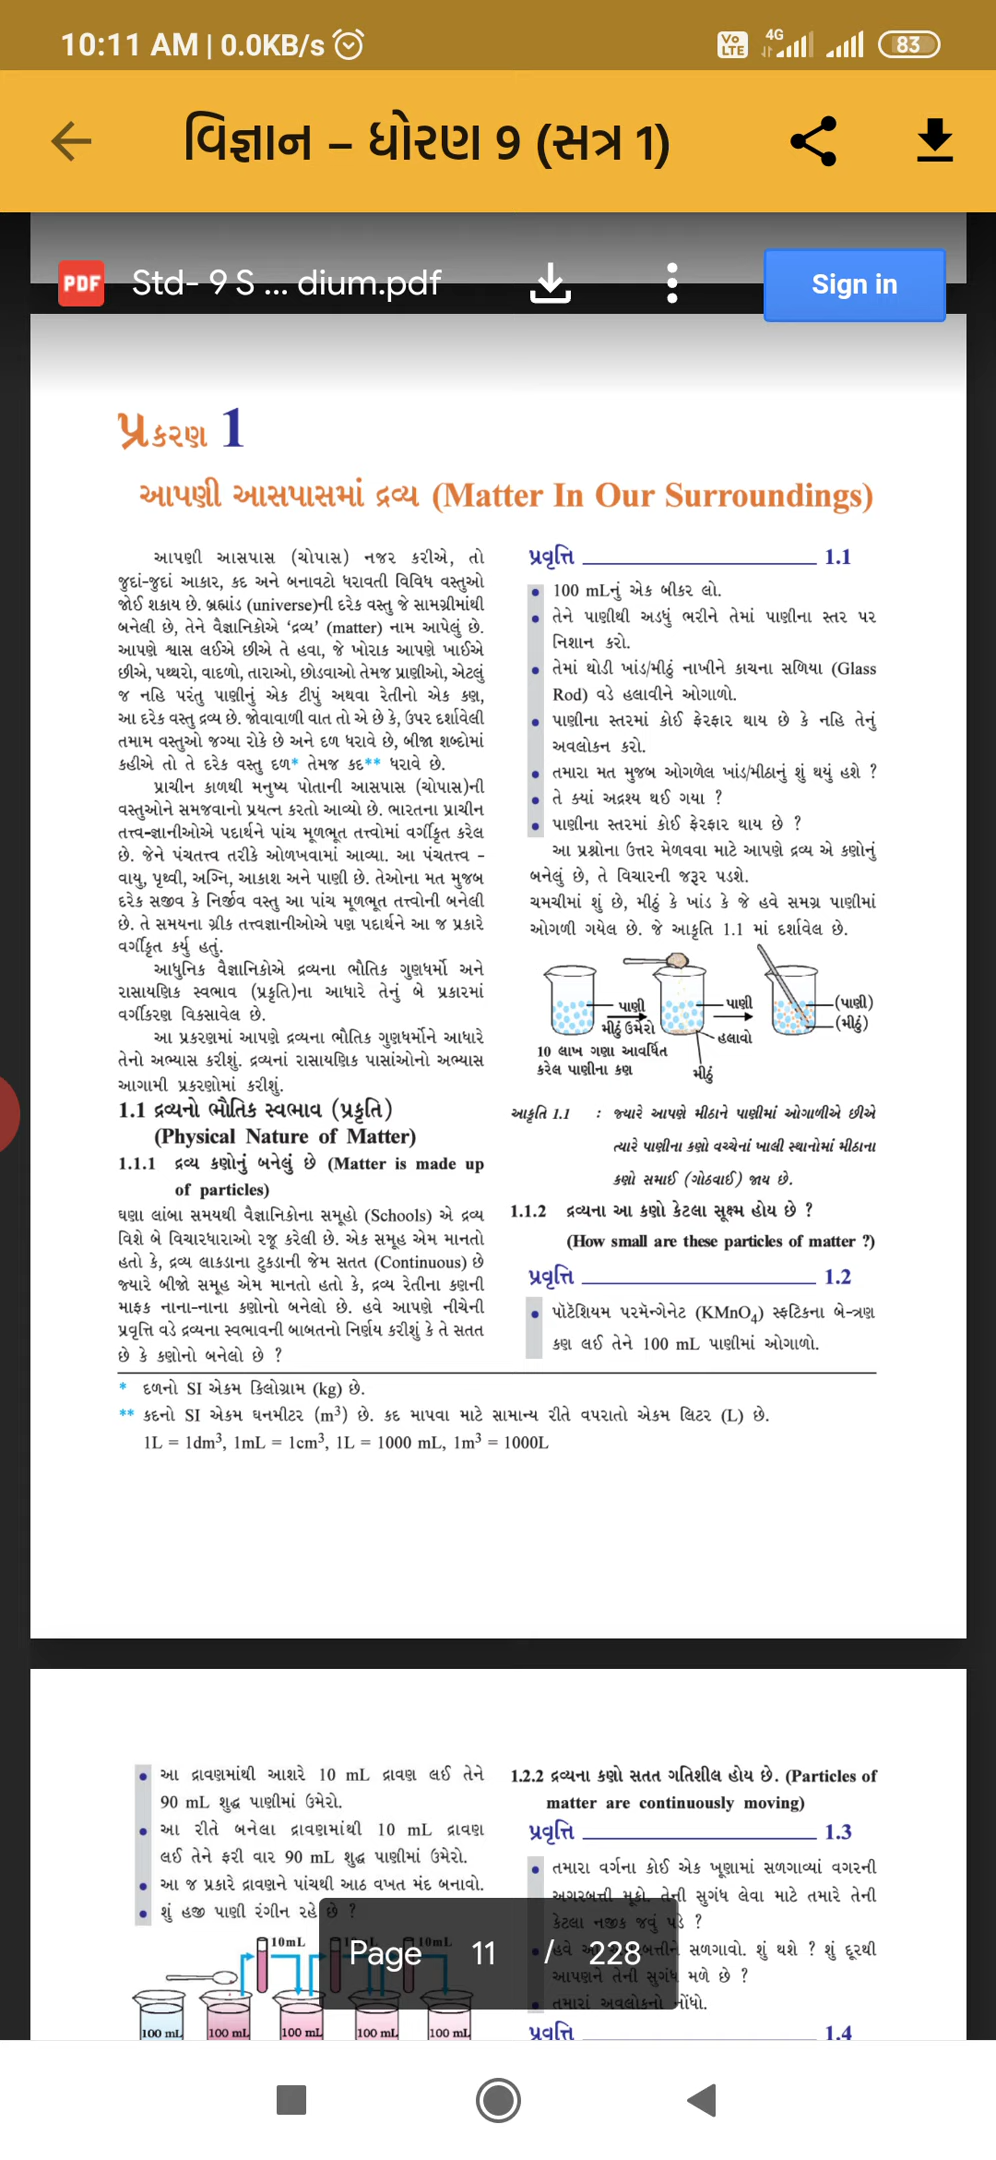 10:11 AM | 0.0KB/s
Vo LTE 4G 83
વિજ્ઞાન – ધોરણ 9 (સત્ર 1)
PDF Std- 9 S ... dium.pdf Sign in
પ્રકરણ 1
આપણી આસપાસમાં દ્રવ્ય (Matter In Our Surroundings)
આપણી આસપાસ (ચોપાસ) નજર કરીએ, તો
જુદાં-જુદાં આકાર, કદ અને બનાવટો ધરાવતી વિવિધ વસ્તુઓ
જોઈ શકાય છે. બ્રહ્માંડ (universe)ની દરેક વસ્તુ જે સામગ્રીમાંથી
બનેલી છે, તેને વૈજ્ઞાનિકોએ ‘દ્રવ્ય’ (matter) નામ આપેલું છે.
આપણે શ્વાસ લઈએ છીએ તે હવા, જે ખોરાક આપણે ખાઈએ
છીએ, પથ્થરો, વાદળો, તારાઓ, છોડવાઓ તેમજ પ્રાણીઓ, એટલું
જ નહિ પરંતુ પાણીનું એક ટીપું અથવા રેતીનો એક કણ,
આ દરેક વસ્તુ દ્રવ્ય છે. જોવાવાળી વાત તો એ છે કે, ઉપર દર્શાવેલી
તમામ વસ્તુઓ જગ્યા રોકે છે અને દળ ધરાવે છે, બીજા શબ્દોમાં
કહીએ તો તે દરેક વસ્તુ દળ* તેમજ કદ** ધરાવે છે.
પ્રાચીન કાળથી મનુષ્ય પોતાની આસપાસ (ચોપાસ)ની
વસ્તુઓને સમજવાનો પ્રયત્ન કરતો આવ્યો છે. ભારતના પ્રાચીન
તત્ત્વ-જ્ઞાનીઓએ પદાર્થને પાંચ મૂળભૂત તત્ત્વોમાં વર્ગીકૃત કરેલ
છે. જેને પંચતત્ત્વ તરીકે ઓળખવામાં આવ્યા. આ પંચતત્ત્વ -
વાયુ, પૃથ્વી, અગ્નિ, આકાશ અને પાણી છે. તેઓના મત મુજબ
દરેક સજીવ કે નિર્જીવ વસ્તુ આ પાંચ મૂળભૂત તત્ત્વોની બનેલી
છે. તે સમયના ગ્રીક તત્ત્વજ્ઞાનીઓએ પણ પદાર્થને આ જ પ્રકારે
વર્ગીકૃત કર્યુ હતું.
આધુનિક વૈજ્ઞાનિકોએ દ્રવ્યના ભૌતિક ગુણધર્મો અને
રાસાયણિક સ્વભાવ (પ્રકૃતિ)ના આધારે તેનું બે પ્રકારમાં
વર્ગીકરણ વિકસાવેલ છે.
આ પ્રકરણમાં આપણે દ્રવ્યના ભૌતિક ગુણધર્મોને આધારે
તેનો અભ્યાસ કરીશું. દ્રવ્યનાં રાસાયણિક પાસાંઓનો અભ્યાસ
આગામી પ્રકરણોમાં કરીશું.
1.1 દ્રવ્યનો ભૌતિક સ્વભાવ (પ્રકૃતિ)
(Physical Nature of Matter)
1.1.1 દ્રવ્ય કણોનું બનેલું છે (Matter is made up
of particles)
ઘણા લાંબા સમયથી વૈજ્ઞાનિકોના સમૂહો (Schools) એ દ્રવ્ય
વિશે બે વિચારધારાઓ રજૂ કરેલી છે. એક સમૂહ એમ માનતો
હતો કે, દ્રવ્ય લાકડાના ટુકડાની જેમ સતત (Continuous) છે
જ્યારે બીજો સમૂહ એમ માનતો હતો કે, દ્રવ્ય રેતીના કણની
માફક નાના-નાના કણોનો બનેલો છે. હવે આપણે નીચેની
પ્રવૃત્તિ વડે દ્રવ્યના સ્વભાવની બાબતનો નિર્ણય કરીશું કે તે સતત
છે કે કણોનો બનેલો છે ?
પ્રવૃત્તિ ______ 1.1
• 100 mLનું એક બીકર લો.
• તેને પાણીથી અડધું ભરીને તેમાં પાણીના સ્તર પર
નિશાન કરો.
• તેમાં થોડી ખાંડ/મીઠું નાખીને કાચના સળિયા (Glass
Rod) વડે હલાવીને ઓગાળો.
• પાણીના સ્તરમાં કોઈ ફેરફાર થાય છે કે નહિ તેનું
અવલોકન કરો.
• તમારા મત મુજબ ઓગળેલ ખાંડ/મીઠાનું શું થયું હશે ?
• તે ક્યાં અદ્રશ્ય થઈ ગયા ?
• પાણીના સ્તરમાં કોઈ ફેરફાર થાય છે ?
આ પ્રશ્નોના ઉત્તર મેળવવા માટે આપણે દ્રવ્ય એ કણોનું
બનેલું છે, તે વિચારની જરૂર પડશે.
ચમચીમાં શું છે, મીઠું કે ખાંડ કે જે હવે સમગ્ર પાણીમાં
ઓગળી ગયેલ છે. જે આકૃતિ 1.1 માં દર્શાવેલ છે.
પાણી પાણી (પાણી)
મીઠું ઉમેરો હલાવો (મીઠું)
10 લાખ ગણા આવર્ધિત
કરેલ પાણીના કણ મીઠું
આકૃતિ 1.1 : જ્યારે આપણે મીઠાને પાણીમાં ઓગાળીએ છીએ
ત્યારે પાણીના કણો વચ્ચેનાં ખાલી સ્થાનોમાં મીઠાના
કણો સમાઈ (ગોઠવાઈ) જાય છે.
1.1.2 દ્રવ્યના આ કણો કેટલા સૂક્ષ્મ હોય છે ?
(How small are these particles of matter ?)
પ્રવૃત્તિ ______ 1.2
• પૉટૅશિયમ પરમૅન્ગેનેટ (KMnO₄) સ્ફટિકના બે-ત્રણ
કણ લઈ તેને 100 mL પાણીમાં ઓગાળો.
* દળનો SI એકમ કિલોગ્રામ (kg) છે.
** કદનો SI એકમ ઘનમીટર (m³) છે. કદ માપવા માટે સામાન્ય રીતે વપરાતો એકમ લિટર (L) છે.
1L = 1dm³, 1mL = 1cm³, 1L = 1000 mL, 1m³ = 1000L
• આ દ્રાવણમાંથી આશરે 10 mL દ્રાવણ લઈ તેને
90 mL શુદ્ધ પાણીમાં ઉમેરો.
• આ રીતે બનેલા દ્રાવણમાંથી 10 mL દ્રાવણ
લઈ તેને ફરી વાર 90 mL શુદ્ધ પાણીમાં ઉમેરો.
• આ જ પ્રકારે દ્રાવણને પાંચથી આઠ વખત મંદ બનાવો.
• શું હજી પાણી રંગીન રહે છે ?
10mL 10mL
100 mL 100 mL 100 mL 100 mL 100 mL
1.2.2 દ્રવ્યના કણો સતત ગતિશીલ હોય છે. (Particles of
matter are continuously moving)
પ્રવૃત્તિ ______ 1.3
• તમારા વર્ગના કોઈ એક ખૂણામાં સળગાવ્યાં વગરની
અગરબત્તી મૂકો. તેની સુગંધ લેવા માટે તમારે તેની
કેટલા નજીક જવું પડે ?
• હવે સળગાવો. શું થશે ? શું દૂરથી
આપણને તેની સુગંધ મળે છે ?
• તમારાં અવલોકનો નોંધો.
પ્રવૃત્તિ ______ 1.4
Page 11 / 228